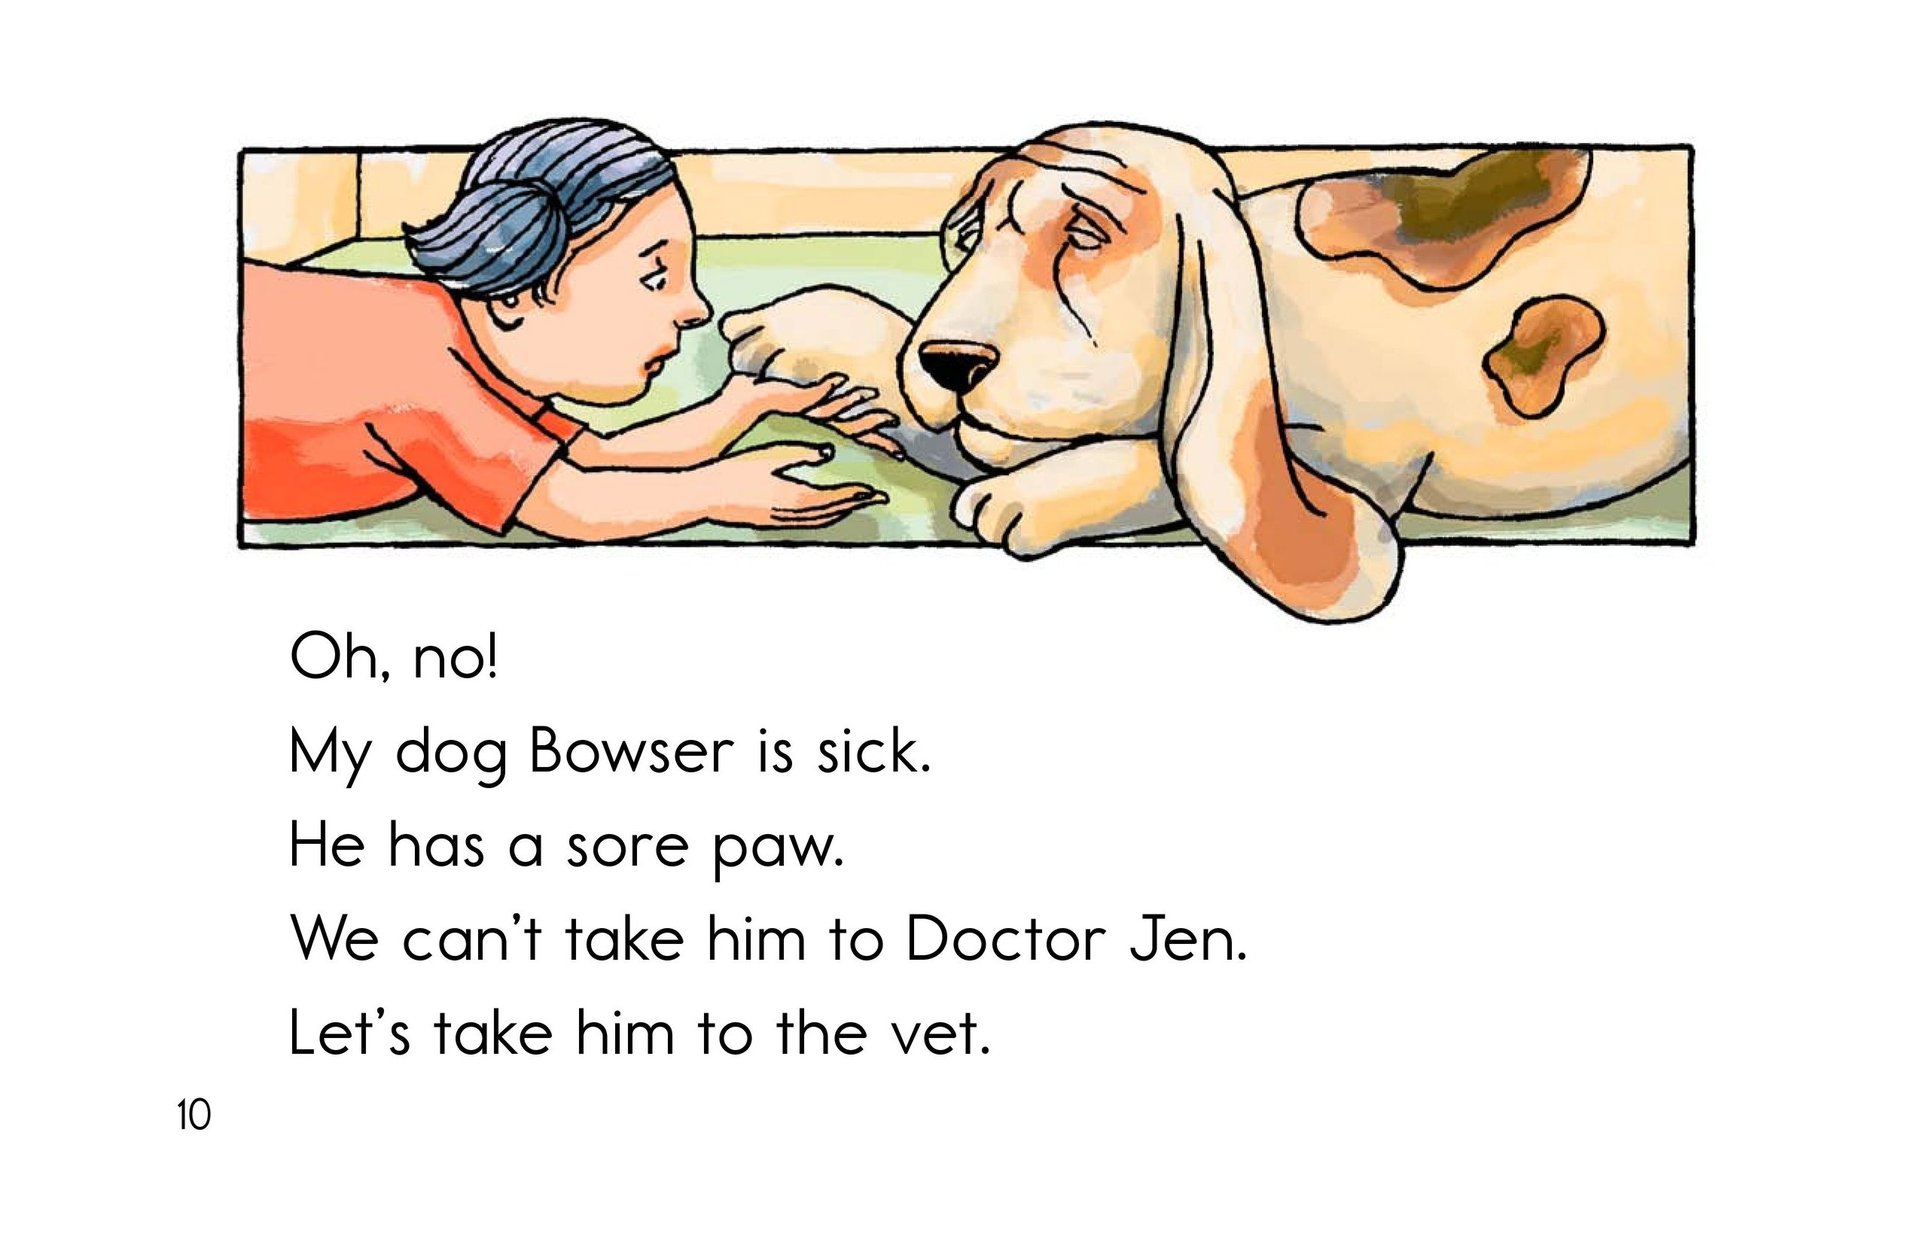 Oh, no!
My dog Bowser is sick.
He has a sore paw.
We can’t take him to Doctor Jen.
Let’s take him to the vet.
10